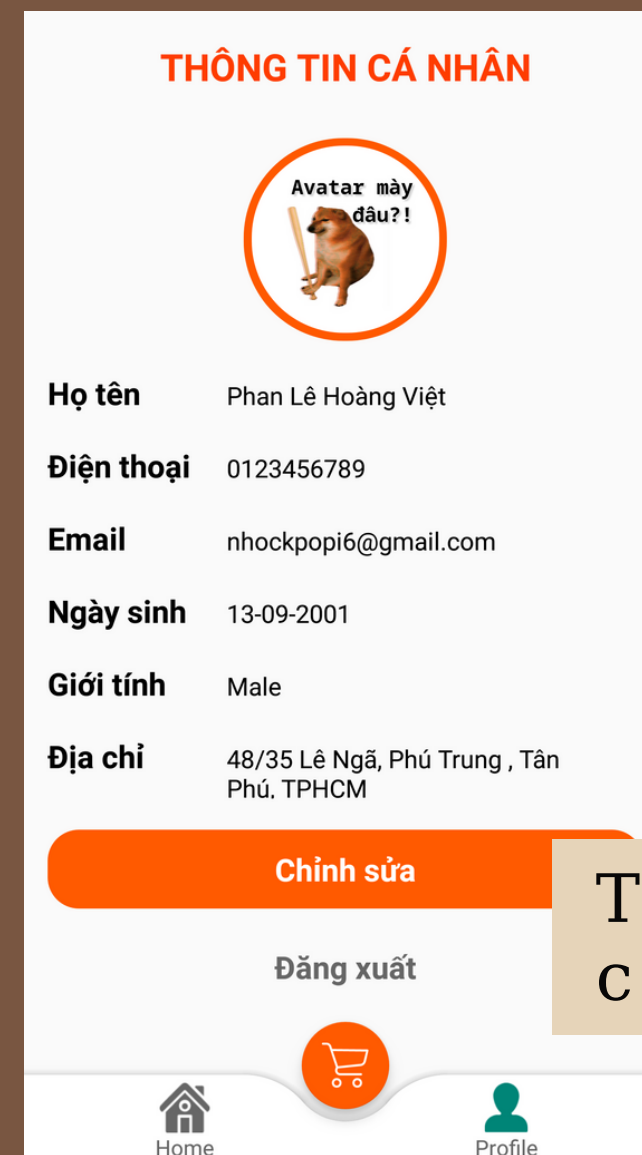 THÔNG TIN CÁ NHÂN
Avatar mày
đâu?!
Họ tên Phan Lê Hoàng Việt
Điện thoại 0123456789
Email nhockpopi6@gmail.com
Ngày sinh 13-09-2001
Giới tính Male
Địa chỉ 48/35 Lê Ngã, Phú Trung , Tân
Phú, TPHCM
Chỉnh sửa
T
c
Đăng xuất
Home Profile